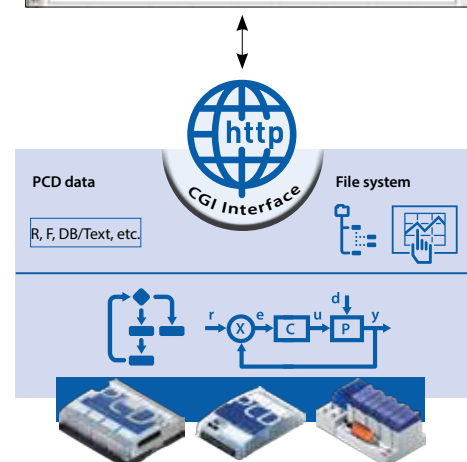 http
CGI Interface
PCD data
File system
R, F, DB/Text, etc.
d
r
X
e
C
u
P
y
PCD
PCD